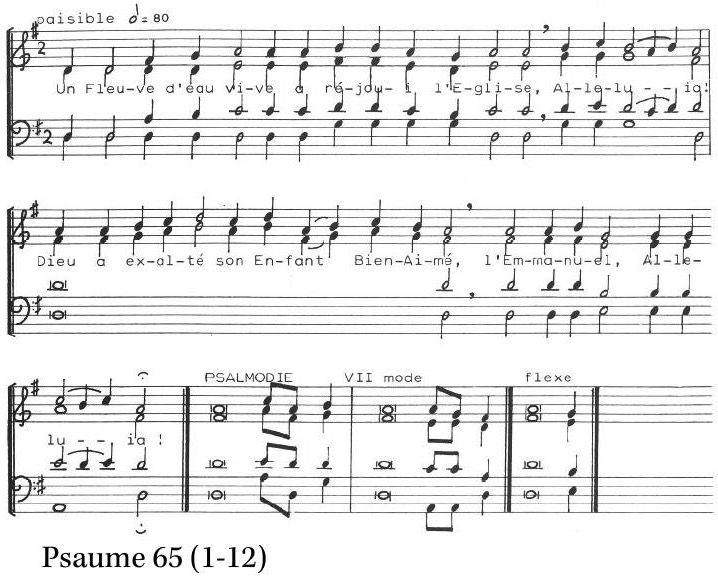 paisible ♩=80
Un Fleu-ve d'eau vi-ve a ré-jou-i l'E-gli-se, Al-le-lu - - ia!
Dieu a ex-al-té son En-fant Bien-Ai-mé, l'Em-ma-nu-el, Al-le-
lu - - ia !
PSALMODIE VII mode flexe
Psaume 65 (1-12)